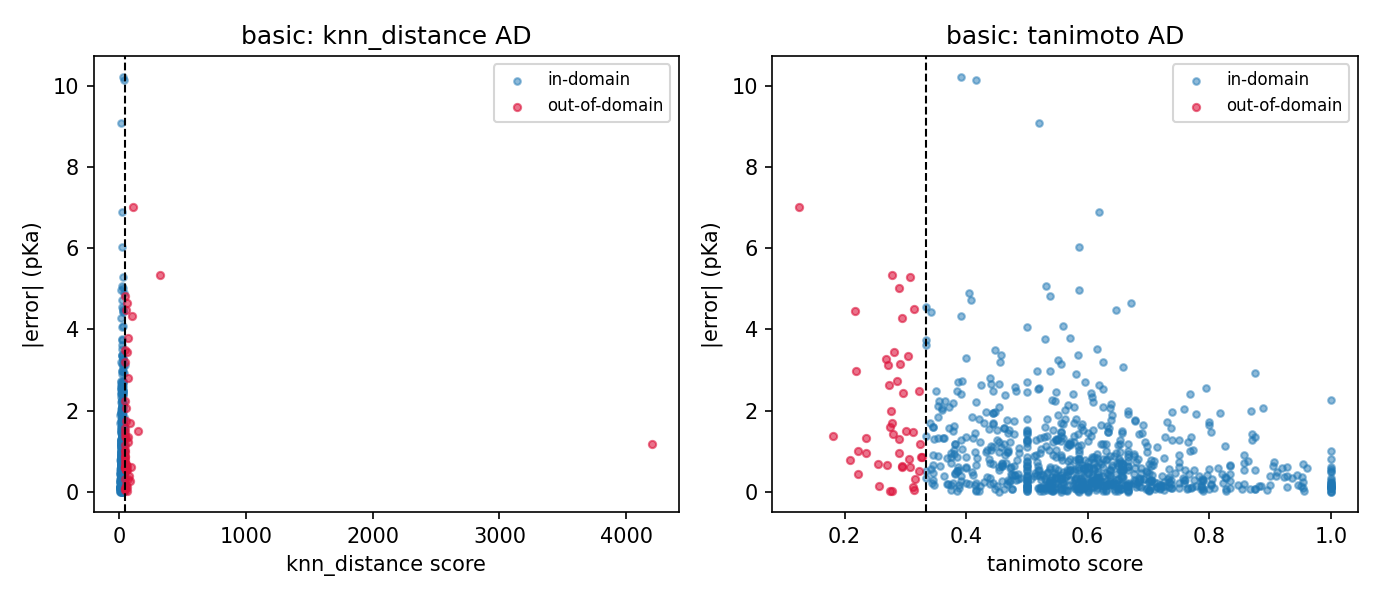 basic: knn_distance AD
in-domain
out-of-domain
10
8
6
4
2
0
|error| (pKa)
0
1000
2000
3000
4000
knn_distance score
basic: tanimoto AD
in-domain
out-of-domain
10
8
6
4
2
0
|error| (pKa)
0.2
0.4
0.6
0.8
1.0
tanimoto score